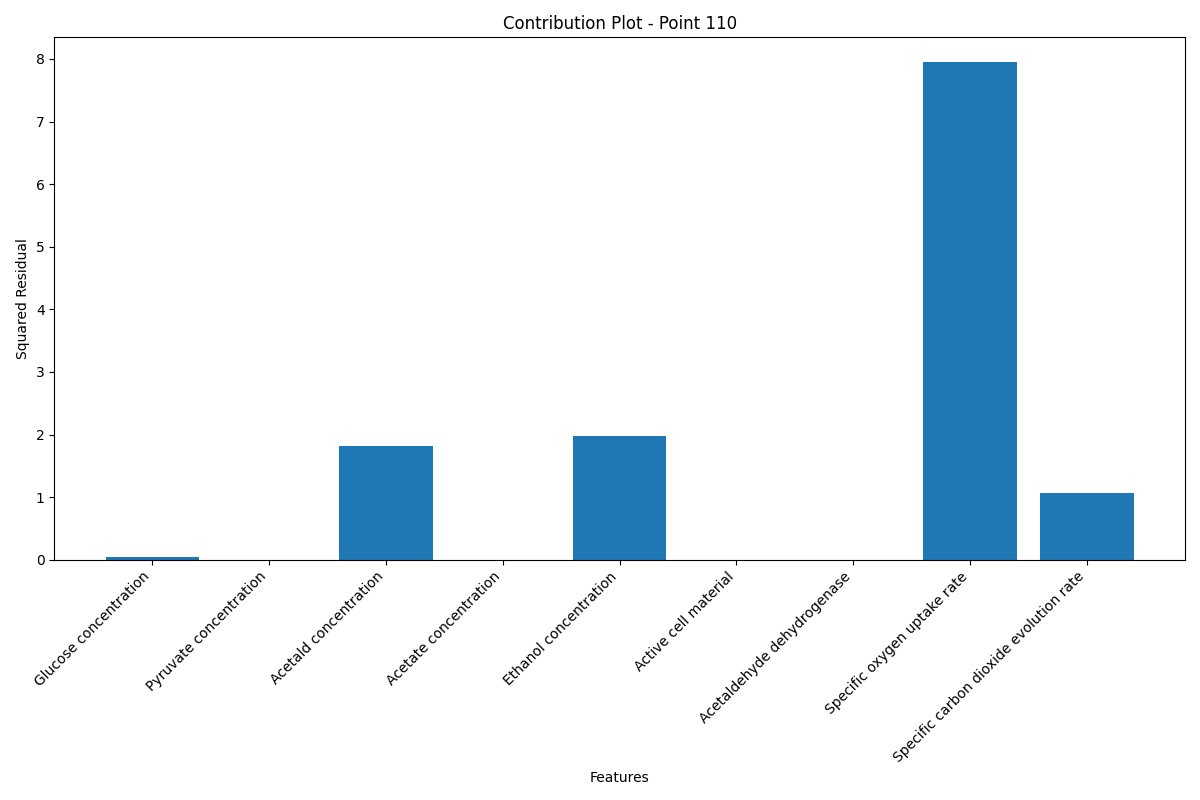 Contribution Plot - Point 110
Squared Residual
8
7
6
5
4
3
2
1
0
Glucose concentration
Pyruvate concentration
Acetald concentration
Acetate concentration
Ethanol concentration
Active cell material
Acetaldehyde dehydrogenase
Specific oxygen uptake rate
Specific carbon dioxide evolution rate
Features